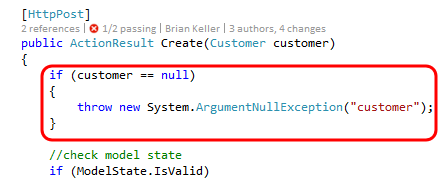 [HttpPost]
2 references | 1/2 passing | Brian Keller | 3 authors, 4 changes
public ActionResult Create(Customer customer)
{
if (customer == null)
{
throw new System.ArgumentNullException("customer");
}
//check model state
if (ModelState.IsValid)